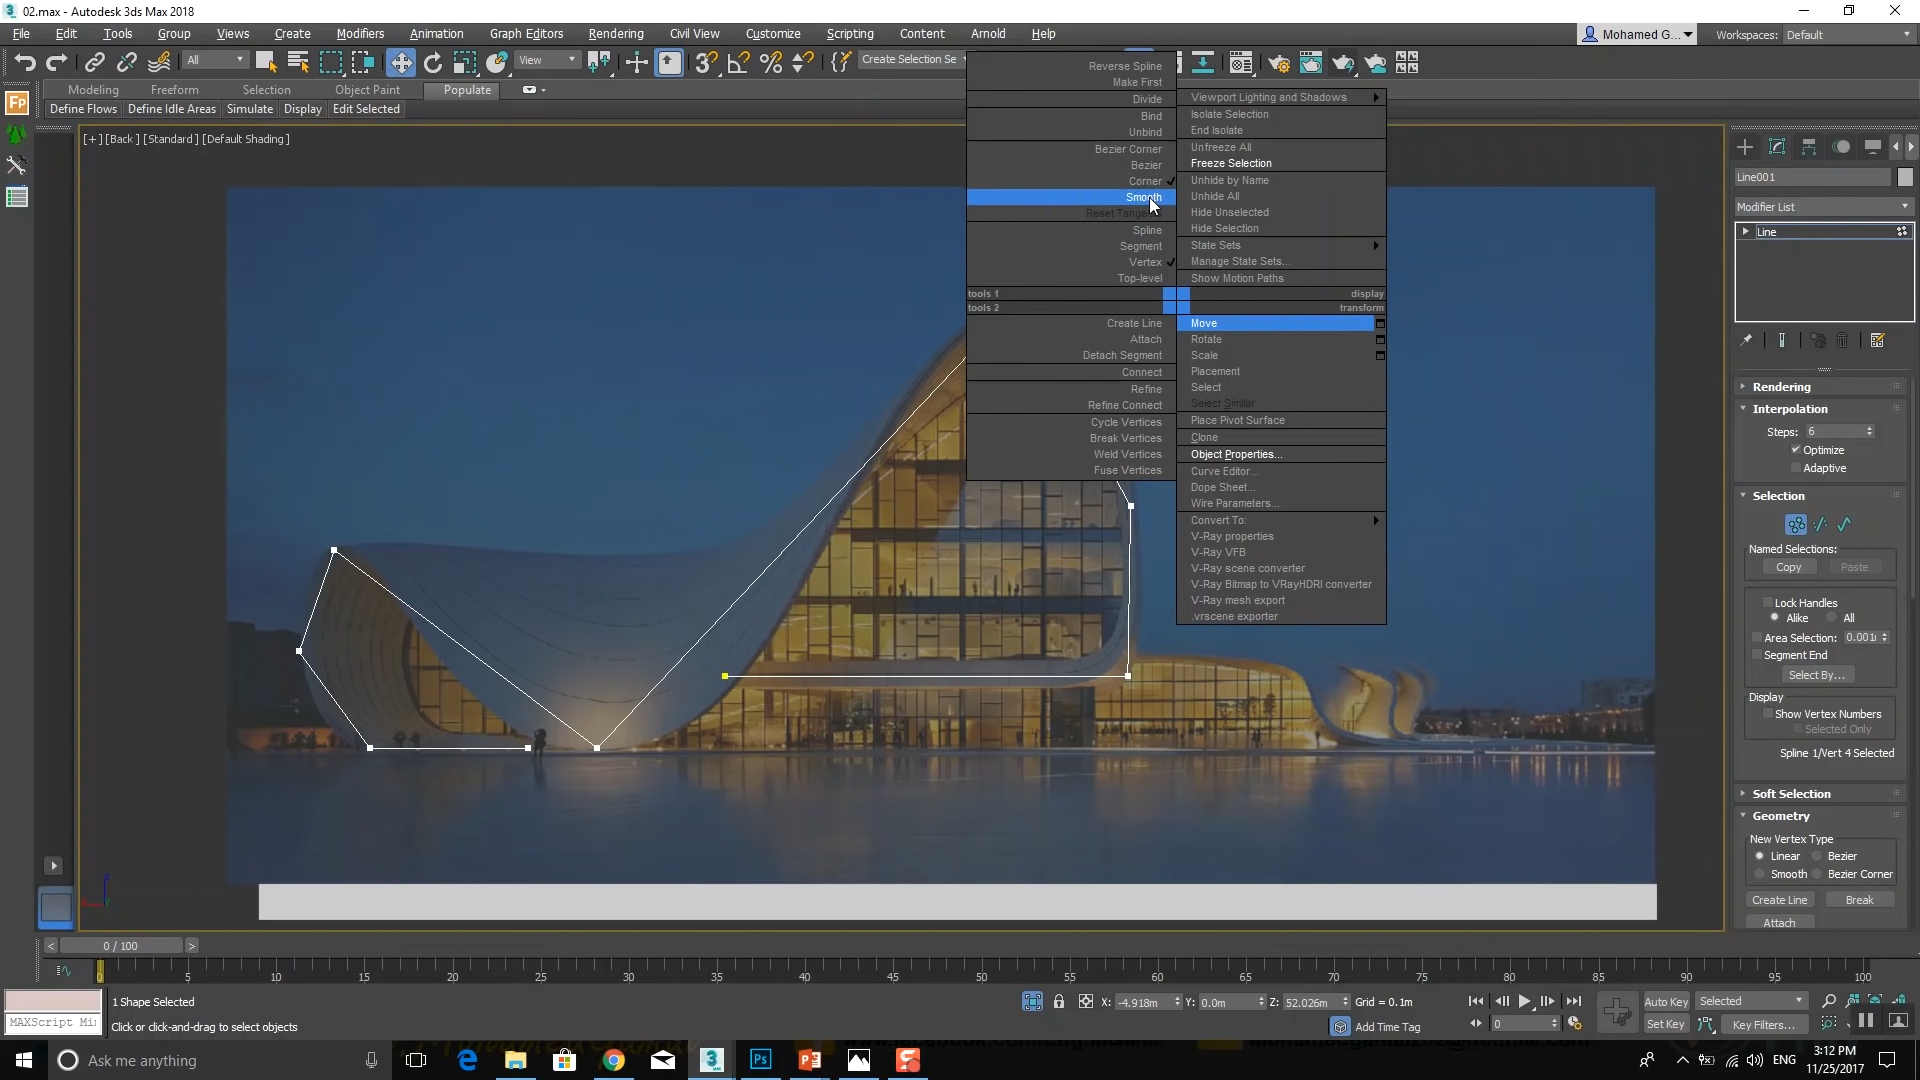 02.max - Autodesk 3ds Max 2018
File Edit Tools Group Views Create Modifiers Animation Graph Editors Rendering Civil View Customize Scripting Content Arnold Help
Mohamed G... Workspaces: Default
All View Create Selection Se
Modeling Freeform Selection Object Paint Populate
Define Flows Define Idle Areas Simulate Display Edit Selected
[+] [Back ] [Standard ] [Default Shading ]
Reverse Spline
Make First
Divide
Bind
Unbind
Bezier Corner
Bezier
Corner
Smooth
Spline
Segment
Vertex
Top-level
tools 1
tools 2
Create Line
Attach
Detach Segment
Connect
Refine
Refine Connect
Cycle Vertices
Break Vertices
Weld Vertices
Fuse Vertices
Viewport Lighting and Shadows
Isolate Selection
End Isolate
Unfreeze All
Freeze Selection
Unhide by Name
Unhide All
Hide Unselected
Hide Selection
State Sets
Manage State Sets...
Show Motion Paths
display
transform
Move
Rotate
Scale
Placement
Select
Select Similar
Place Pivot Surface
Clone
Object Properties...
Curve Editor...
Dope Sheet...
Wire Parameters...
Convert To:
V-Ray properties
V-Ray VFB
V-Ray scene converter
V-Ray Bitmap to VRayHDRI converter
V-Ray mesh export
.vrscene exporter
Line001
Modifier List
Line
Rendering
Interpolation
Steps: 6
Optimize
Adaptive
Selection
Named Selections:
Copy Paste
Lock Handles
Alike All
Area Selection: 0.001
Segment End
Select By...
Display
Show Vertex Numbers
Selected Only
Spline 1/Vert 4 Selected
Soft Selection
Geometry
New Vertex Type
Linear Bezier
Smooth Bezier Corner
Create Line Break
Attach
< 0 / 100 >
0 5 10 15 20 25 30 35 40 45 50 55 60 65 70 75 80 85 90 95 100
1 Shape Selected
Click or click-and-drag to select objects
MAXScript Mi
X: -4.918m Y: 0.0m Z: 52.026m Grid = 0.1m
Add Time Tag
0
Auto Key Selected
Set Key Key Filters...
Ask me anything
ENG
3:12 PM
11/25/2017